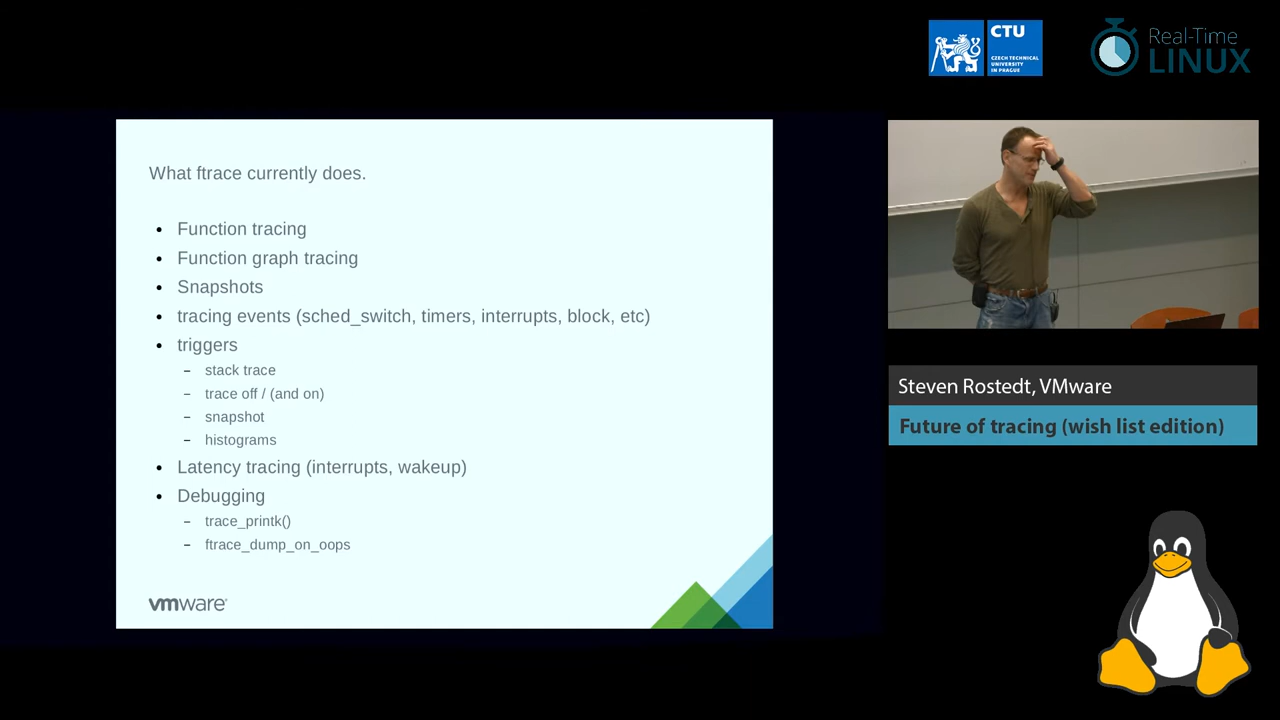 CTU
CZECH TECHNICAL
UNIVERSITY
IN PRAGUE
Real-Time
LINUX
What ftrace currently does.
• Function tracing
• Function graph tracing
• Snapshots
• tracing events (sched_switch, timers, interrupts, block, etc)
• triggers
– stack trace
– trace off / (and on)
– snapshot
– histograms
• Latency tracing (interrupts, wakeup)
• Debugging
– trace_printk()
– ftrace_dump_on_oops
vmware
Steven Rostedt, VMware
Future of tracing (wish list edition)